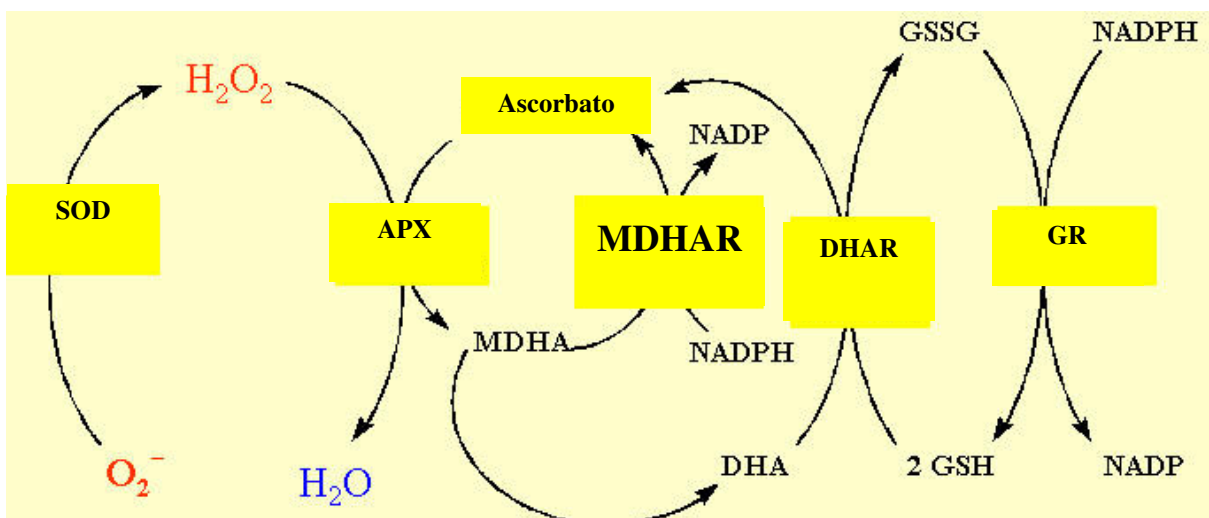 GSSG NADPH
H₂O₂
Ascorbato
NADP
SOD
APX
MDHAR
DHAR
GR
MDHA
NADPH
O₂⁻
H₂O
DHA
2 GSH
NADP